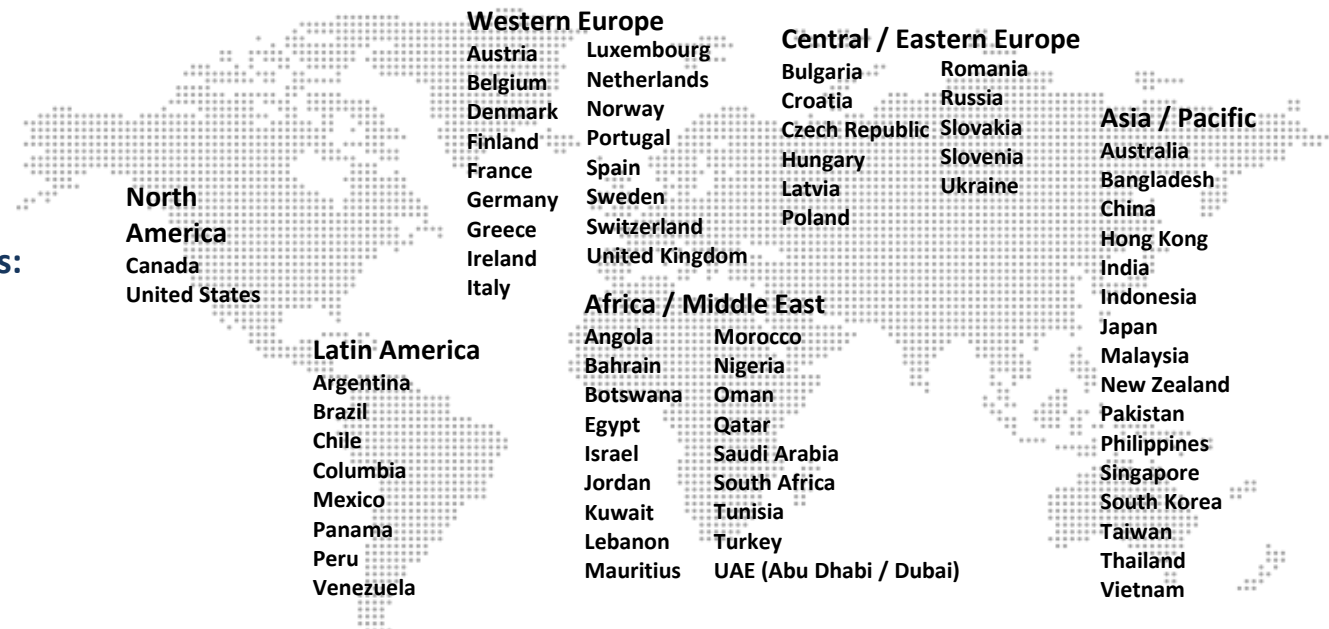 s:
North
America
Canada
United States
Latin America
Argentina
Brazil
Chile
Columbia
Mexico
Panama
Peru
Venezuela
Western Europe
Austria
Belgium
Denmark
Finland
France
Germany
Greece
Ireland
Italy
Luxembourg
Netherlands
Norway
Portugal
Spain
Sweden
Switzerland
United Kingdom
Africa / Middle East
Angola
Bahrain
Botswana
Egypt
Israel
Jordan
Kuwait
Lebanon
Mauritius
Morocco
Nigeria
Oman
Qatar
Saudi Arabia
South Africa
Tunisia
Turkey
UAE (Abu Dhabi / Dubai)
Central / Eastern Europe
Bulgaria
Croatia
Czech Republic
Hungary
Latvia
Poland
Romania
Russia
Slovakia
Slovenia
Ukraine
Asia / Pacific
Australia
Bangladesh
China
Hong Kong
India
Indonesia
Japan
Malaysia
New Zealand
Pakistan
Philippines
Singapore
South Korea
Taiwan
Thailand
Vietnam